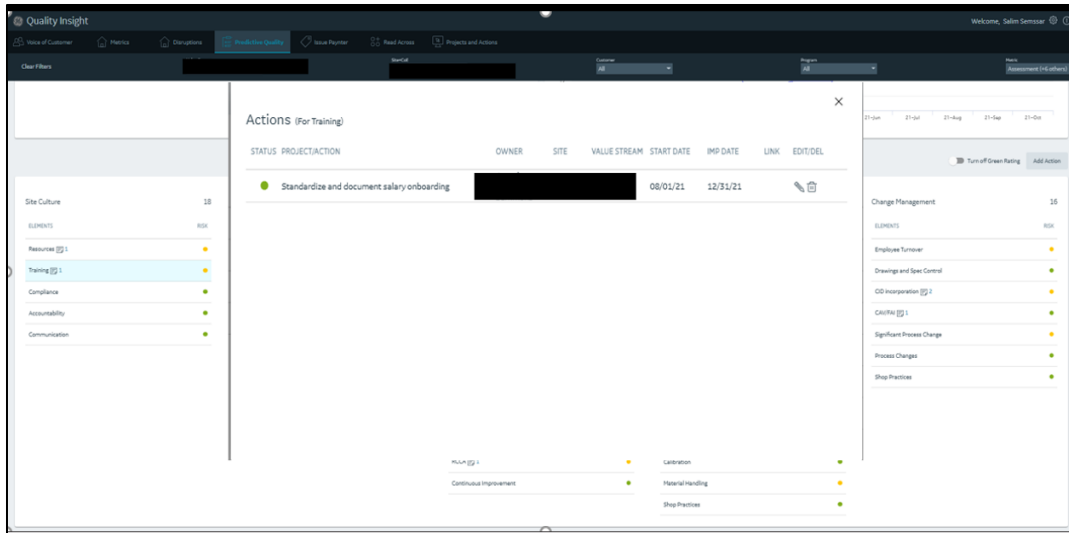 Quality Insight
Welcome, Salim Semssar
Voice of Customer
Metrics
Disruptions
Predictive Quality
Issue Paynter
Read Across
Projects and Actions
Clear Filters
Customer
All
Program
All
Metric
Assessment (+6 others)
21-Jun 21-Jul 21-Aug 21-Sep 21-Oct
Turn off Green Rating
Add Action
Actions (For Training)
STATUS PROJECT/ACTION OWNER SITE VALUE STREAM START DATE IMP DATE LINK EDIT/DEL
Standardize and document salary onboarding 08/01/21 12/31/21
Site Culture 18
ELEMENTS RISK
Resources 1
Training 1
Compliance
Accountability
Communication
Continuous Improvement
Calibration
Material Handling
Shop Practices
Change Management 16
ELEMENTS RISK
Employee Turnover
Drawings and Spec Control
CID Incorporation 2
CAV/FAI 1
Significant Process Change
Process Changes
Shop Practices